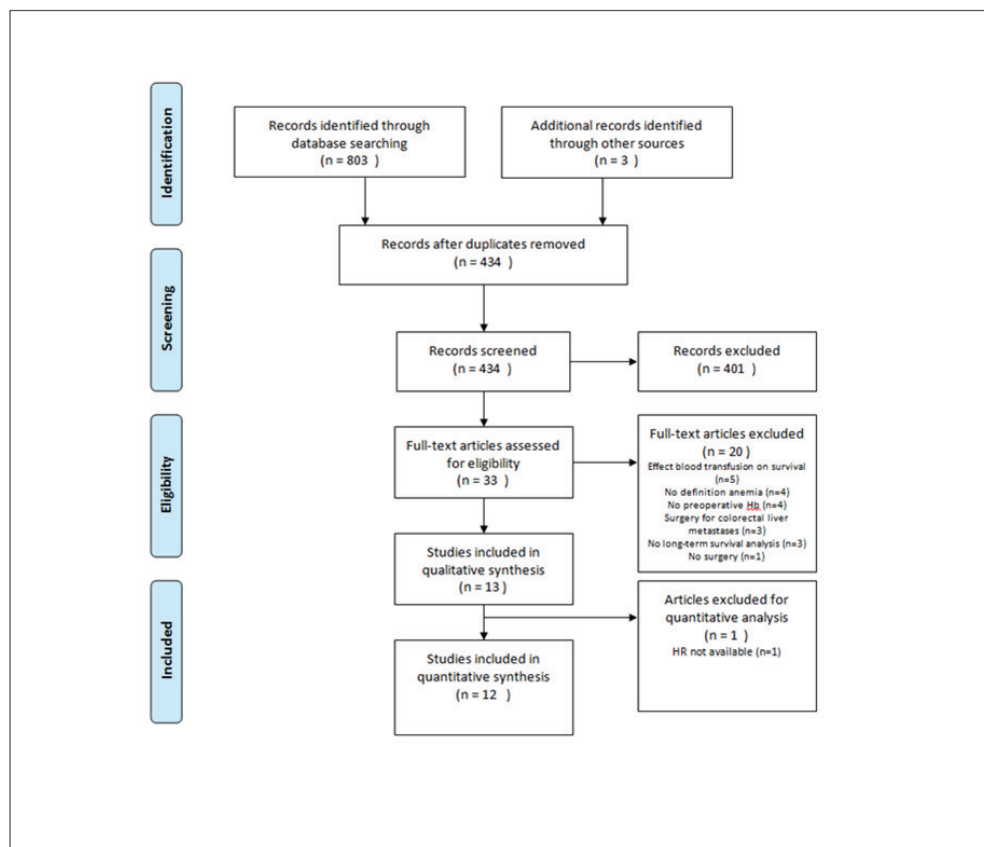 Identification
Records identified through
database searching
(n = 803 )
Additional records identified
through other sources
(n = 3 )
Records after duplicates removed
(n = 434 )
Screening
Records screened
(n = 434 )
Records excluded
(n = 401 )
Eligibility
Full-text articles assessed
for eligibility
(n = 33 )
Full-text articles excluded
(n = 20 )
Effect blood transfusion on survival
(n=5)
No definition anemia (n=4)
No preoperative Hb (n=4)
Surgery for colorectal liver
metastases (n=3)
No long-term survival analysis (n=3)
No surgery (n=1)
Studies included in
qualitative synthesis
(n = 13 )
Included
Articles excluded for
quantitative analysis
(n = 1 )
HR not available (n=1)
Studies included in
quantitative synthesis
(n = 12 )